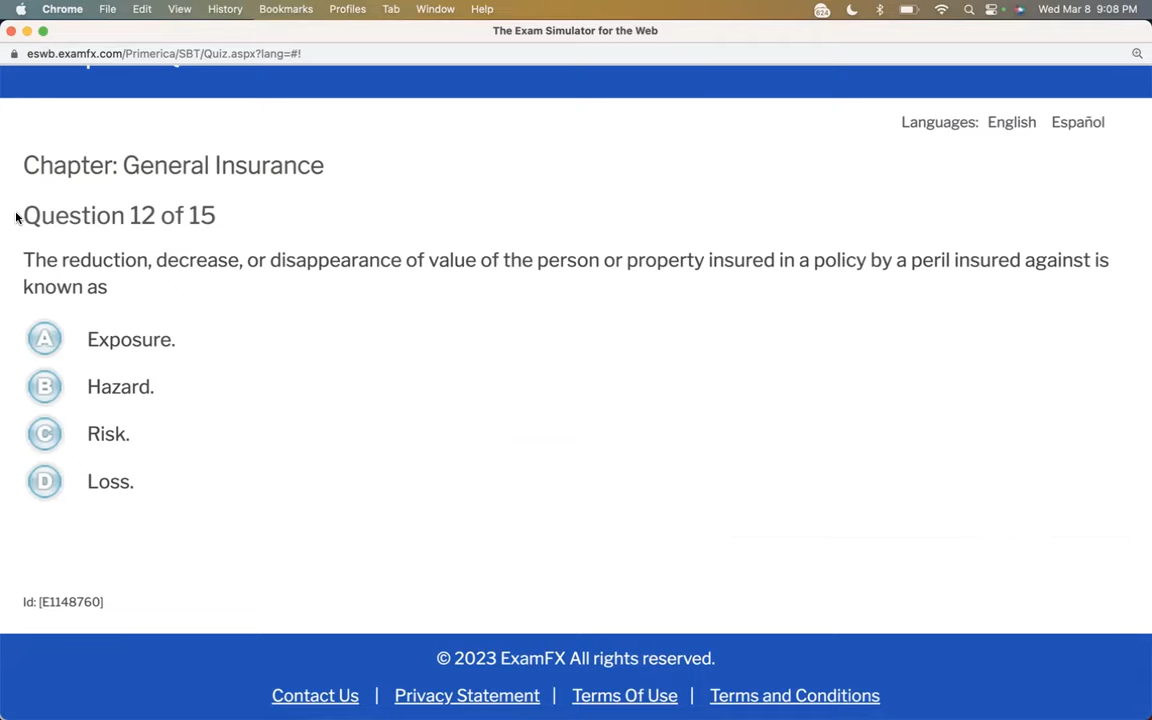 Chrome File Edit View History Bookmarks Profiles Tab Window Help 624 Wed Mar 8 9:08 PM
The Exam Simulator for the Web
eswb.examfx.com/Primerica/SBT/Quiz.aspx?lang=#!
Languages: English Español
Chapter: General Insurance
Question 12 of 15
The reduction, decrease, or disappearance of value of the person or property insured in a policy by a peril insured against is
known as
A Exposure.
B Hazard.
C Risk.
D Loss.
Id: [E1148760]
© 2023 ExamFX All rights reserved.
Contact Us | Privacy Statement | Terms Of Use | Terms and Conditions